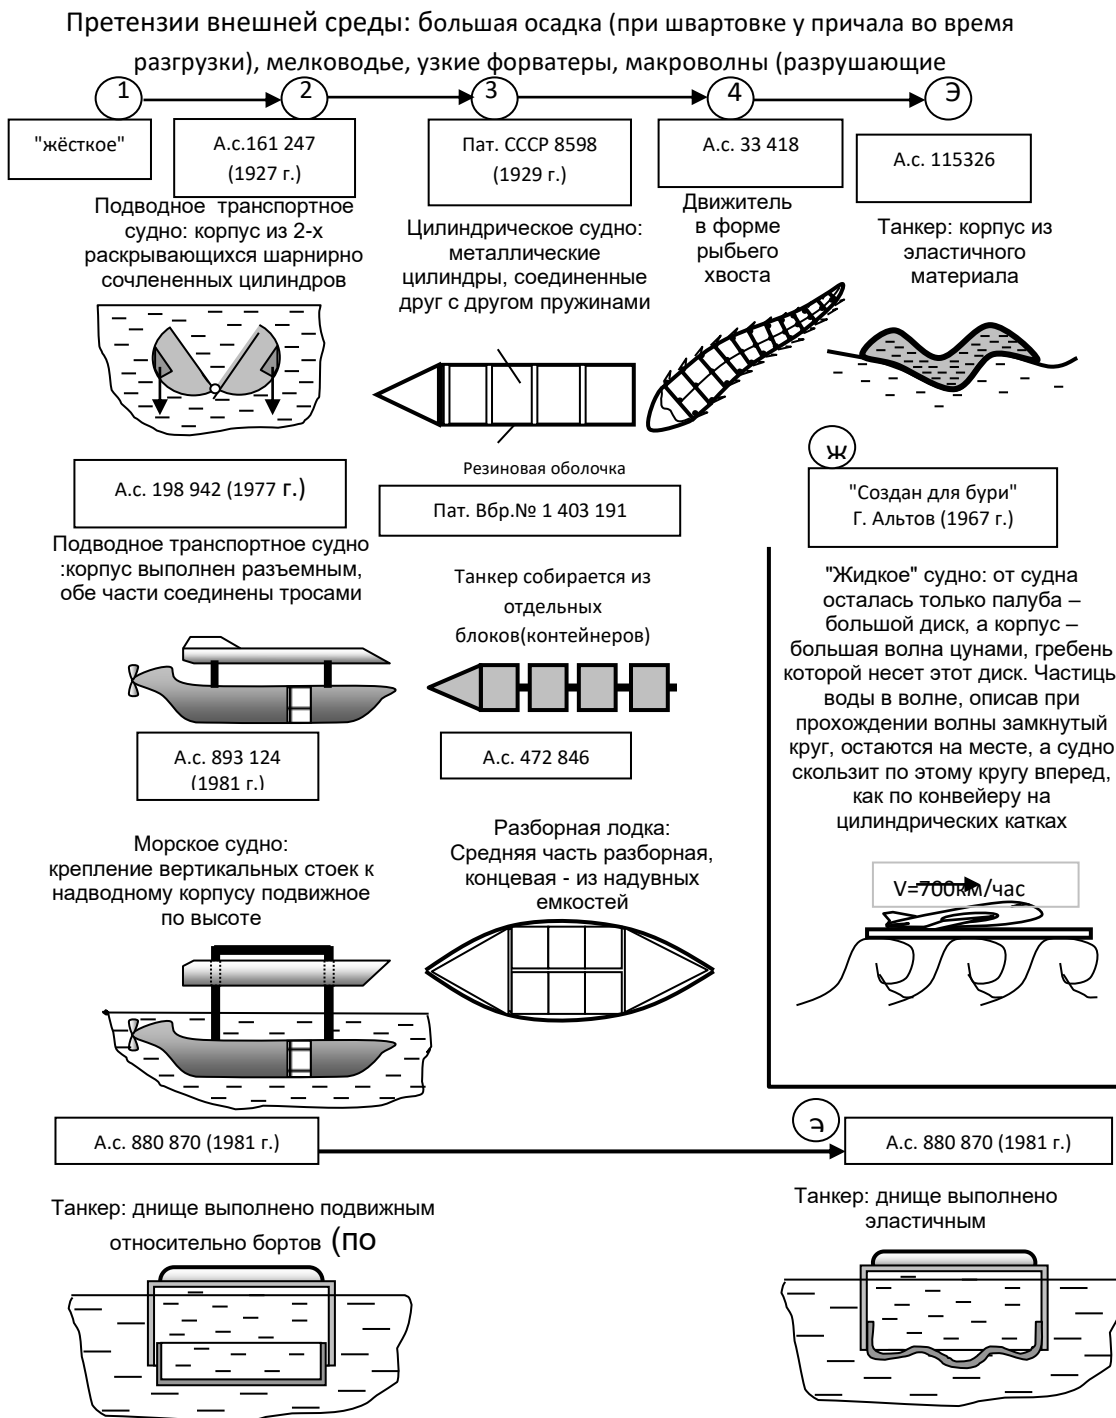 Претензии внешней среды: большая осадка (при швартовке у причала во время
разгрузки), мелководье, узкие форватеры, макроволны (разрушающие
1
2
3
4
Э
"жёсткое"
А.с.161 247
(1927 г.)
Пат. СССР 8598
(1929 г.)
А.с. 33 418
А.с. 115326
Подводное транспортное
судно: корпус из 2-х
раскрывающихся шарнирно
сочлененных цилиндров
Цилиндрическое судно:
металлические
цилиндры, соединенные
друг с другом пружинами
Движитель
в форме
рыбьего
хвоста
Танкер: корпус из
эластичного
материала
Резиновая оболочка
А.с. 198 942 (1977 г.)
Подводное транспортное судно
:корпус выполнен разъемным,
обе части соединены тросами
Пат. Вбр.№ 1 403 191
Танкер собирается из
отдельных
блоков(контейнеров)
Ж
"Создан для бури"
Г. Альтов (1967 г.)
"Жидкое" судно: от судна
осталась только палуба –
большой диск, а корпус –
большая волна цунами, гребень
которой несет этот диск. Частицы
воды в волне, описав при
прохождении волны замкнутый
круг, остаются на месте, а судно
скользит по этому кругу вперед,
как по конвейеру на
цилиндрических катках
V=700км/час
А.с. 893 124
(1981 г.)
Морское судно:
крепление вертикальных стоек к
надводному корпусу подвижное
по высоте
А.с. 472 846
Разборная лодка:
Средняя часть разборная,
концевая - из надувных
емкостей
А.с. 880 870 (1981 г.)
Э
А.с. 880 870 (1981 г.)
Танкер: днище выполнено подвижным
относительно бортов (по
Танкер: днище выполнено
эластичным